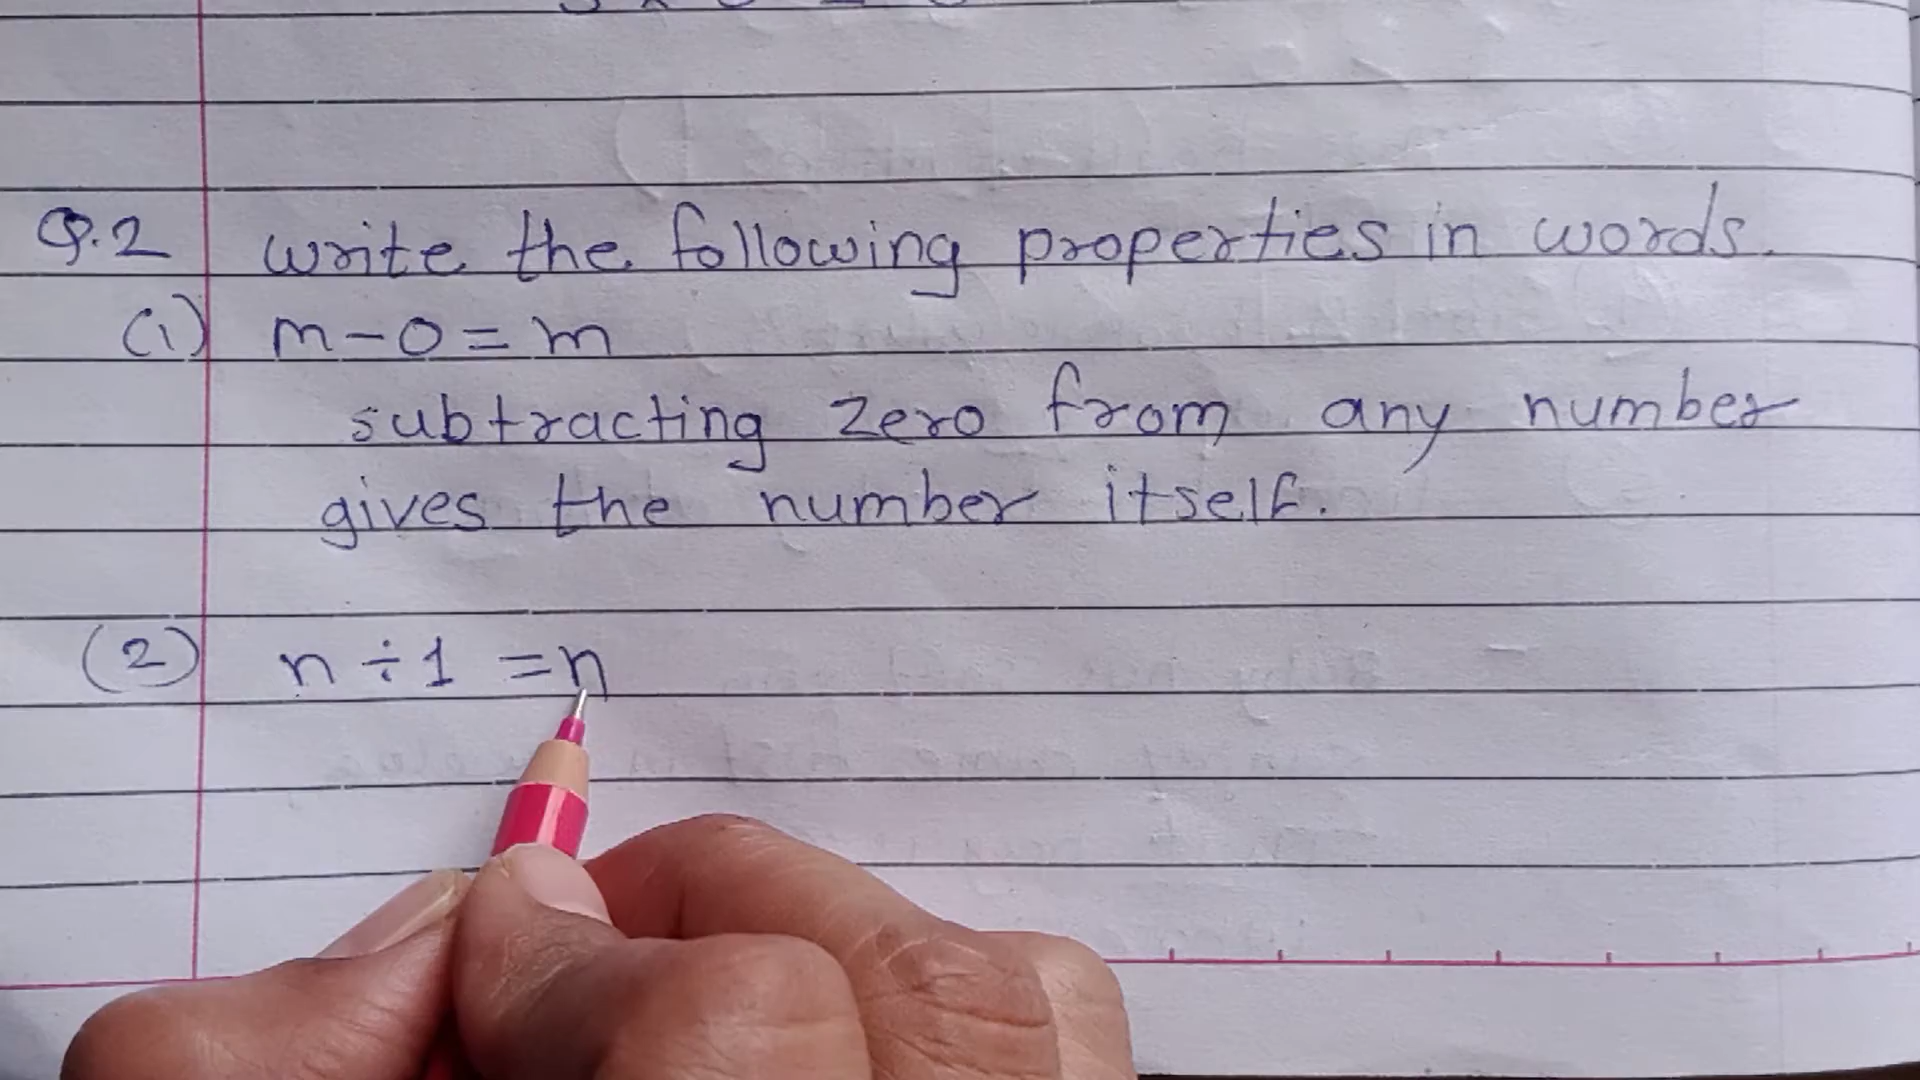 Q.2 write the following properties in words.
(1) m - 0 = m
subtracting zero from any number
gives the number itself.
(2) n ÷ 1 = n